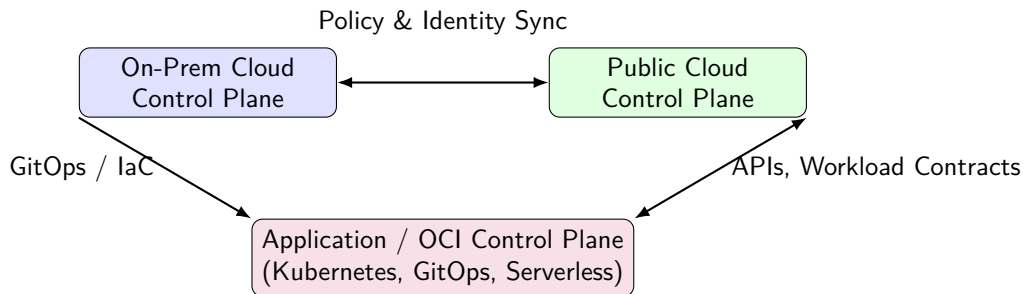 Policy & Identity Sync
On-Prem Cloud
Control Plane
Public Cloud
Control Plane
GitOps / IaC
APIs, Workload Contracts
Application / OCI Control Plane
(Kubernetes, GitOps, Serverless)